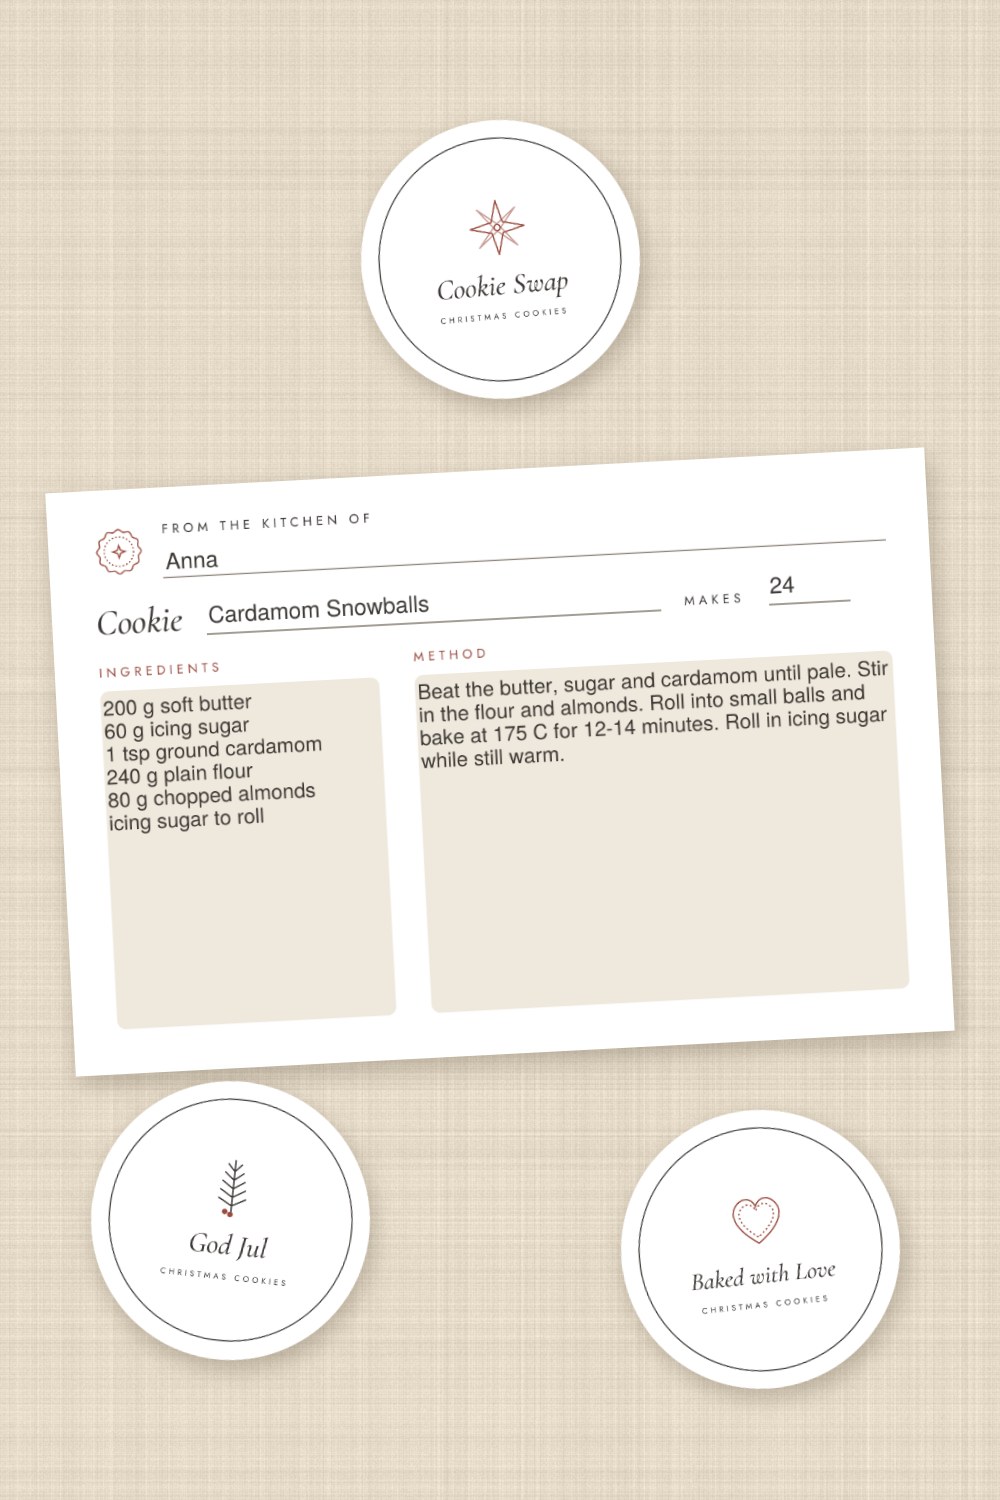 Cookie Swap
CHRISTMAS COOKIES
FROM THE KITCHEN OF
Anna
Cookie Cardamom Snowballs MAKES 24
INGREDIENTS
200 g soft butter
60 g icing sugar
1 tsp ground cardamom
240 g plain flour
80 g chopped almonds
icing sugar to roll
METHOD
Beat the butter, sugar and cardamom until pale. Stir
in the flour and almonds. Roll into small balls and
bake at 175 C for 12-14 minutes. Roll in icing sugar
while still warm.
God Jul
CHRISTMAS COOKIES
Baked with Love
CHRISTMAS COOKIES